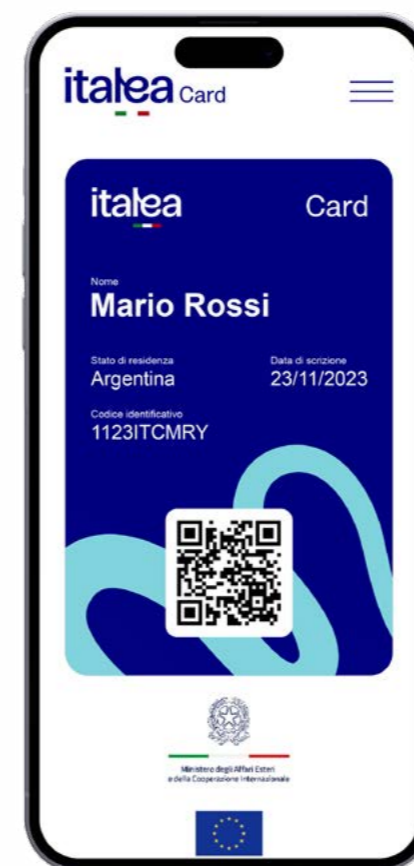 italea Card
italea Card
Nome
Mario Rossi
Stato di residenza Data di scrizione
Argentina 23/11/2023
Codice identificativo
1123ITCMRY
Ministero degli Affari Esteri
e della Cooperazione Internazionale